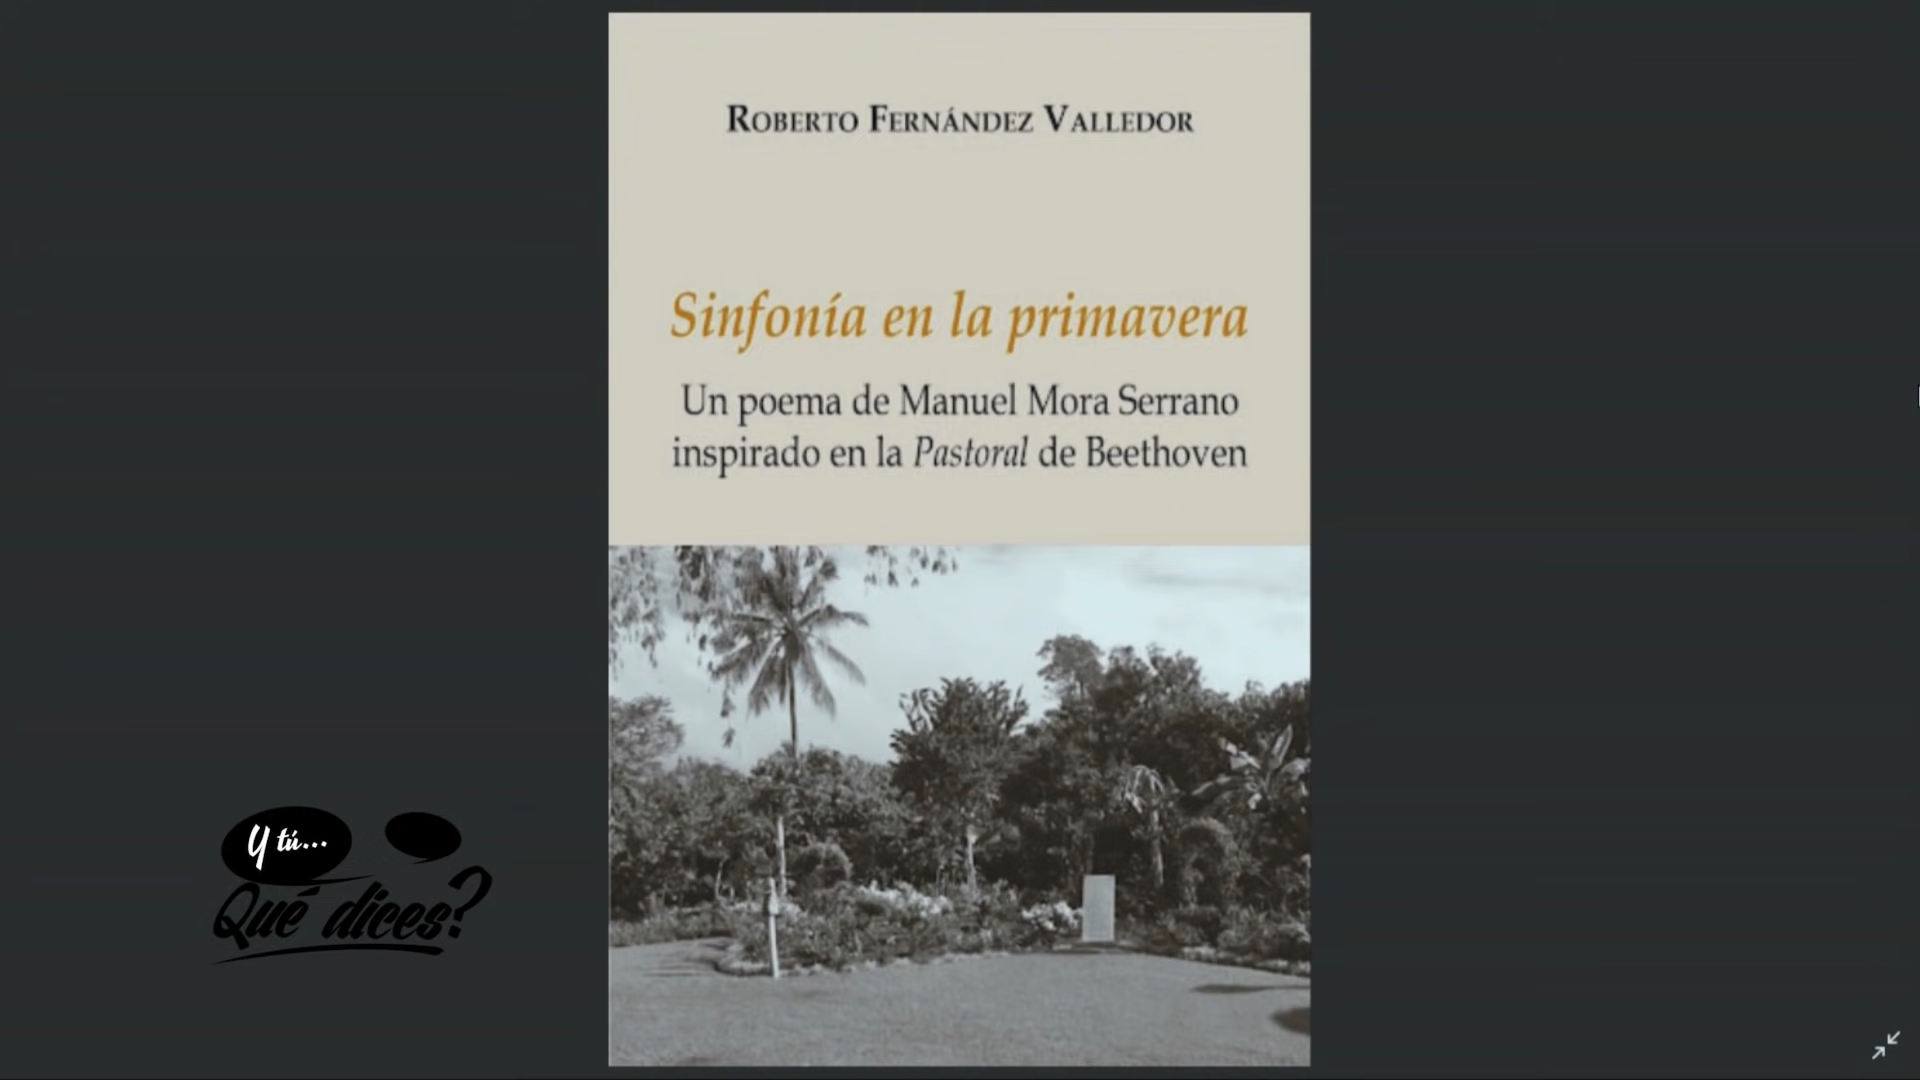 ROBERTO FERNÁNDEZ VALLEDOR
Sinfonía en la primavera
Un poema de Manuel Mora Serrano
inspirado en la Pastoral de Beethoven
Y tú...
Qué dices?